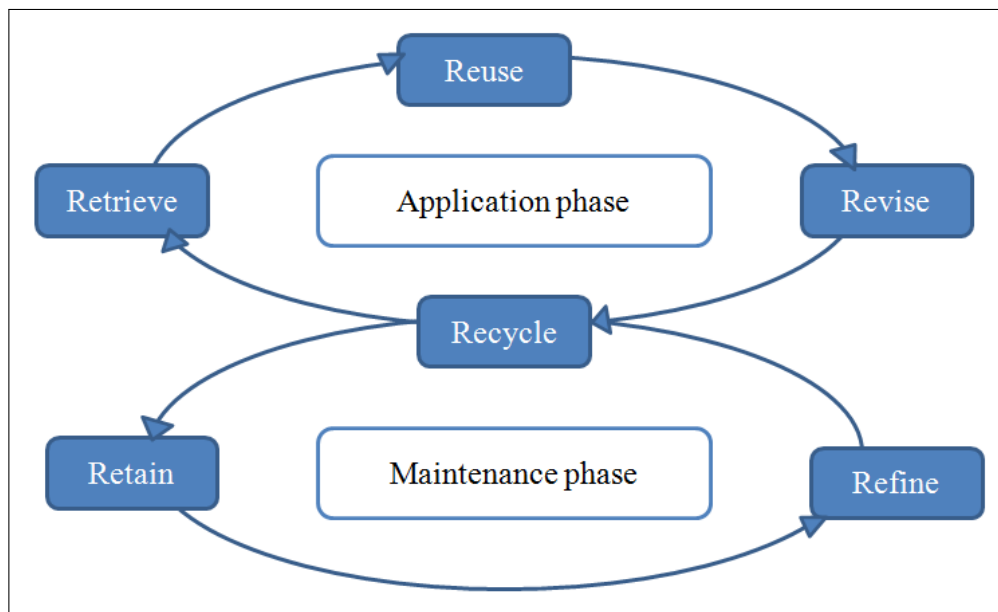 Reuse
Retrieve
Application phase
Revise
Recycle
Retain
Maintenance phase
Refine